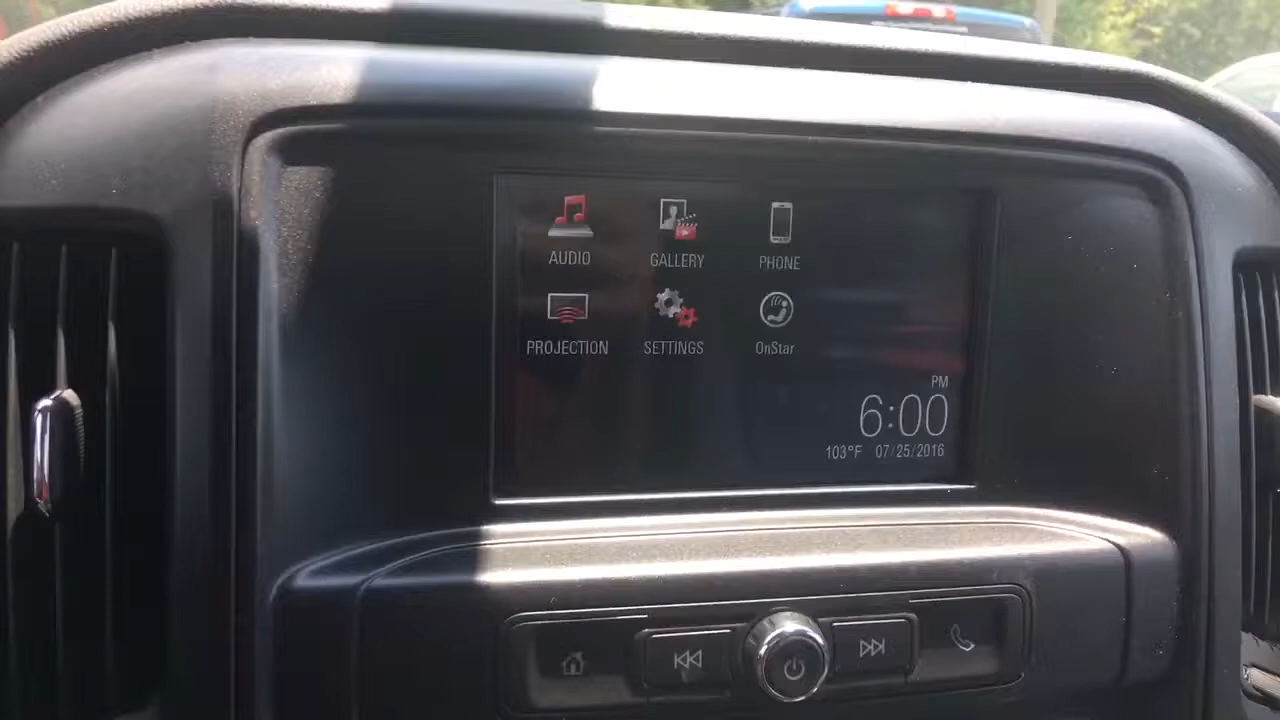 AUDIO GALLERY PHONE
PROJECTION SETTINGS OnStar
PM
6:00
103°F 07/25/2016